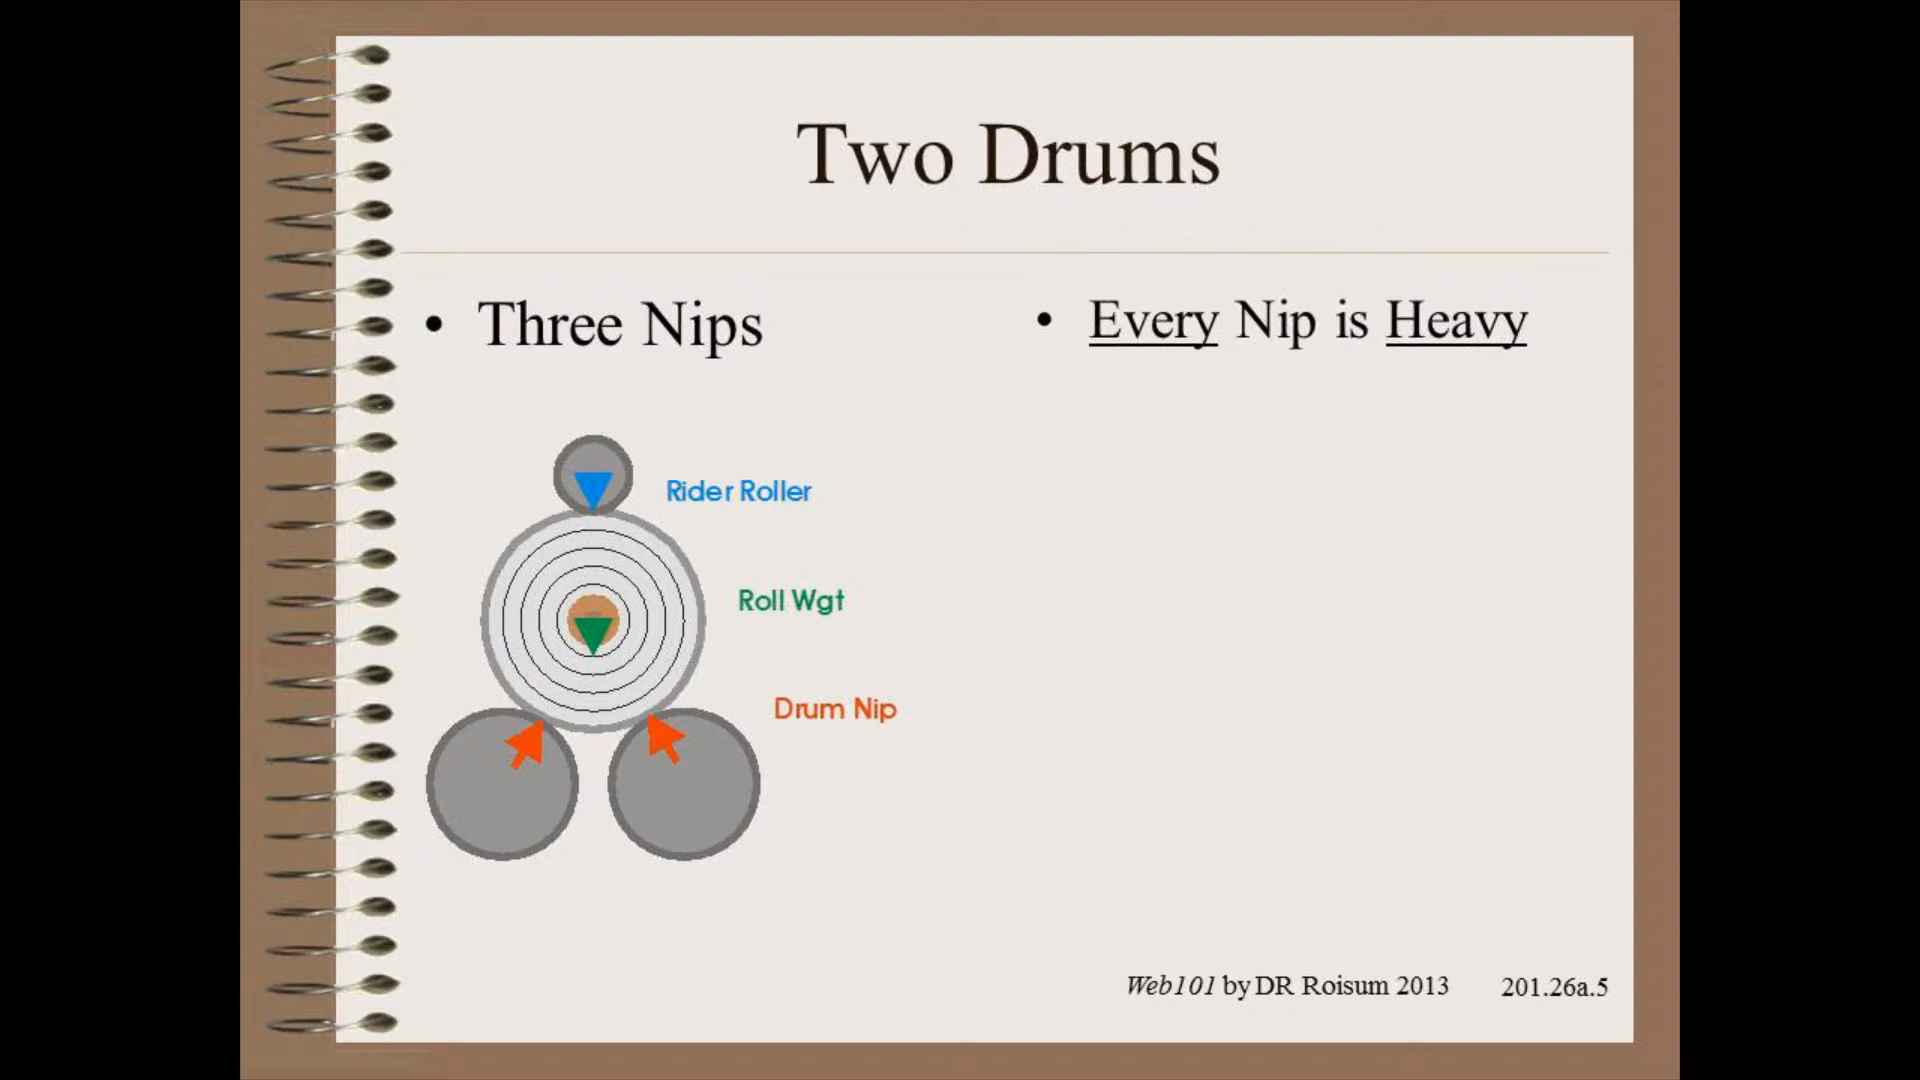 Two Drums
• Three Nips
• Every Nip is Heavy
Rider Roller
Roll Wgt
Drum Nip
Web101 by DR Roisum 2013
201.26a.5